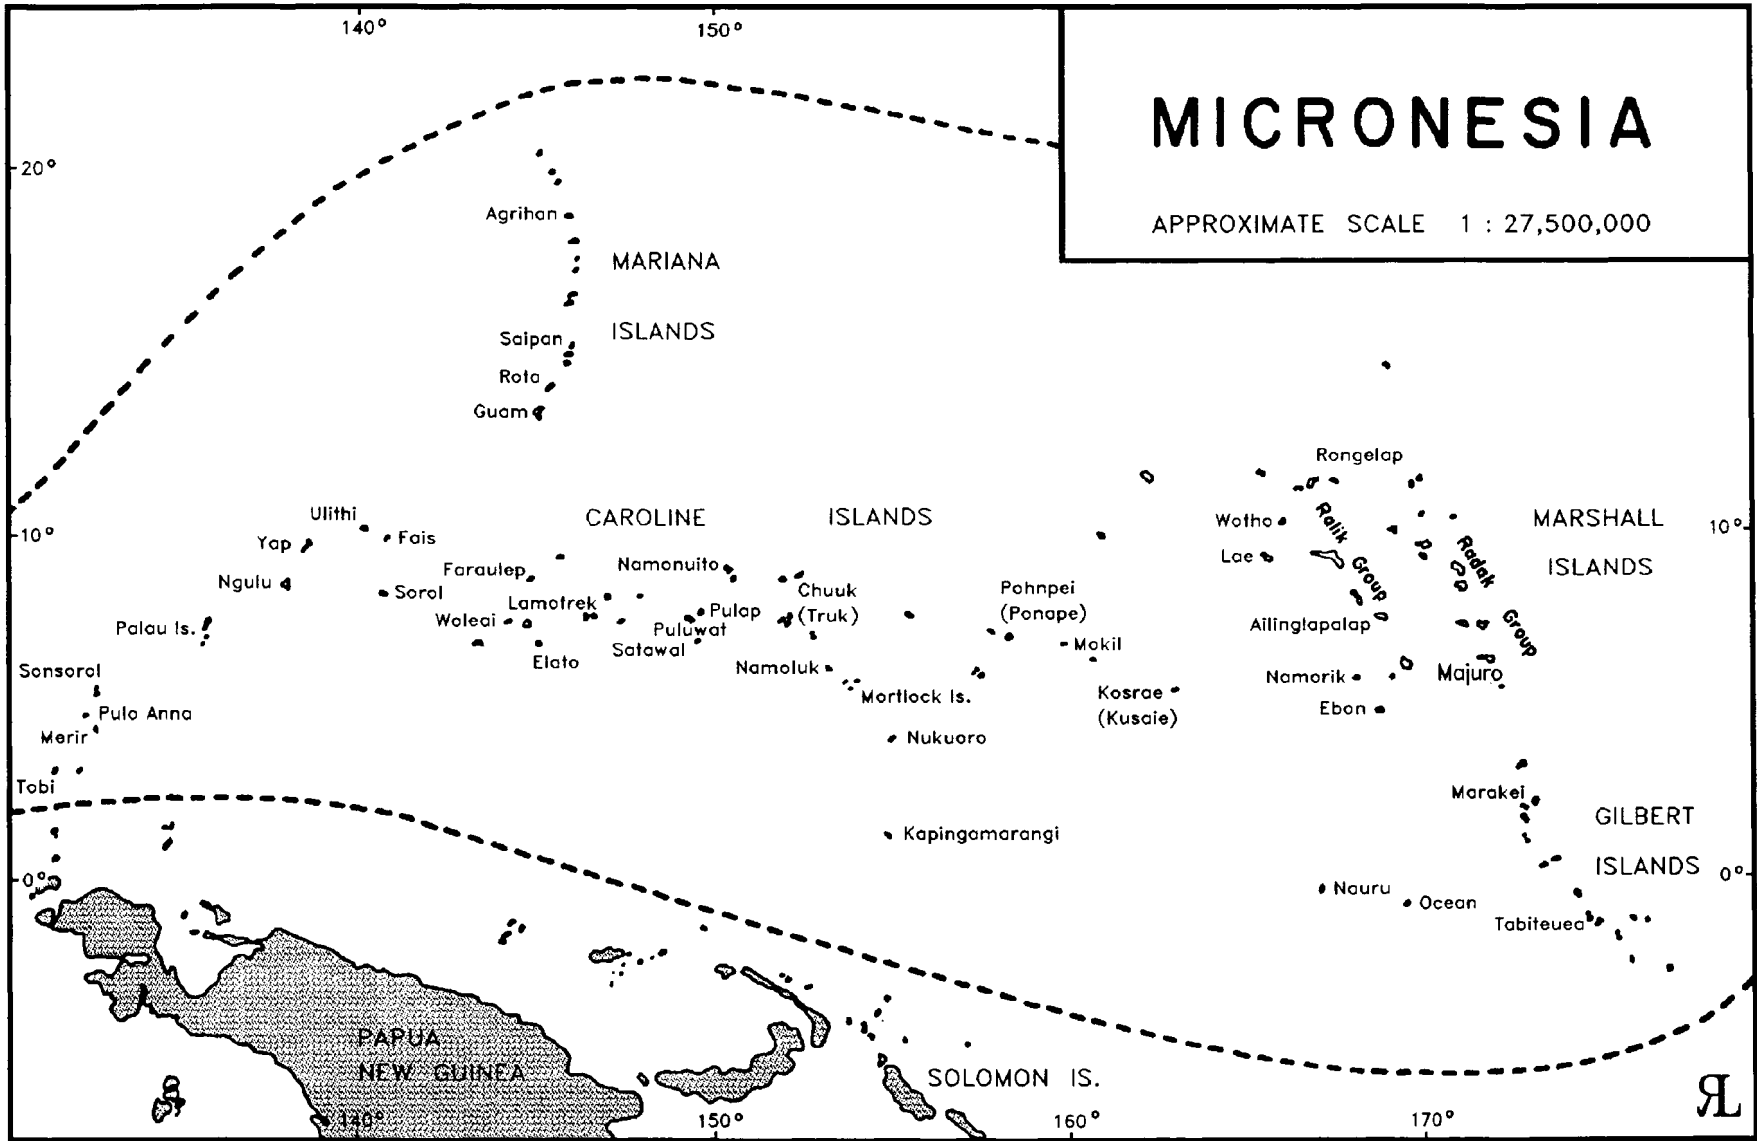 140°
150°
MICRONESIA
APPROXIMATE SCALE 1 : 27,500,000
20°
Agrihan
MARIANA
ISLANDS
Saipan
Rota
Guam
Rongelap
Ulithi
CAROLINE ISLANDS
Wotho
Ralik Group
Radak Group
MARSHALL
ISLANDS
10°
10°
Yap
Fais
Lae
Faraulep
Namonuito
Ngulu
Sorol
Chuuk
(Truk)
Pohnpei
(Ponape)
Lamotrek
Pulap
Woleai
Puluwat
Ailinglapalap
Palau Is.
Satawal
Mokil
Elato
Namoluk
Sonsorol
Majuro
Namorik
Mortlock Is.
Kosrae
(Kusaie)
Pulo Anna
Ebon
Merir
Nukuoro
Tobi
Marakei
GILBERT
ISLANDS
Kapingamarangi
0°
0°
Nauru
Ocean
Tabiteuea
PAPUA
NEW GUINEA
SOLOMON IS.
140°
150°
160°
170°